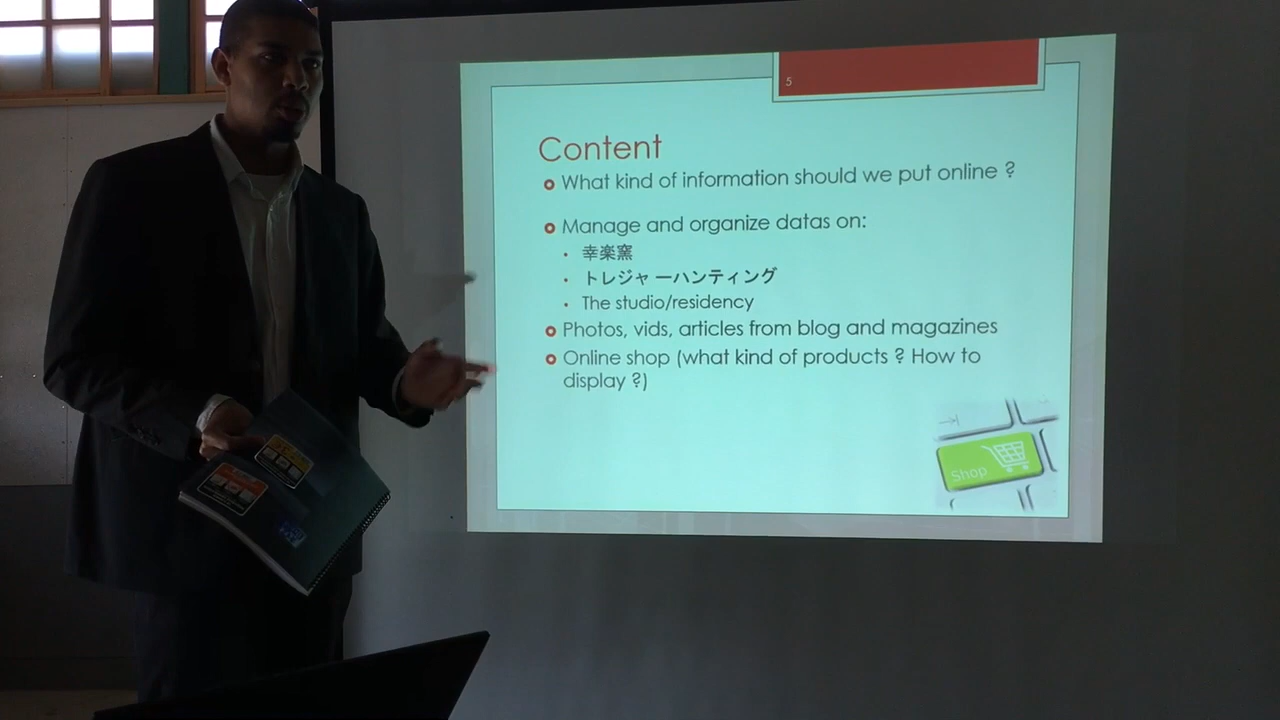 5
Content
What kind of information should we put online ?
Manage and organize datas on:
幸楽窯
トレジャーハンティング
The studio/residency
Photos, vids, articles from blog and magazines
Online shop (what kind of products ? How to
display ?)
Shop